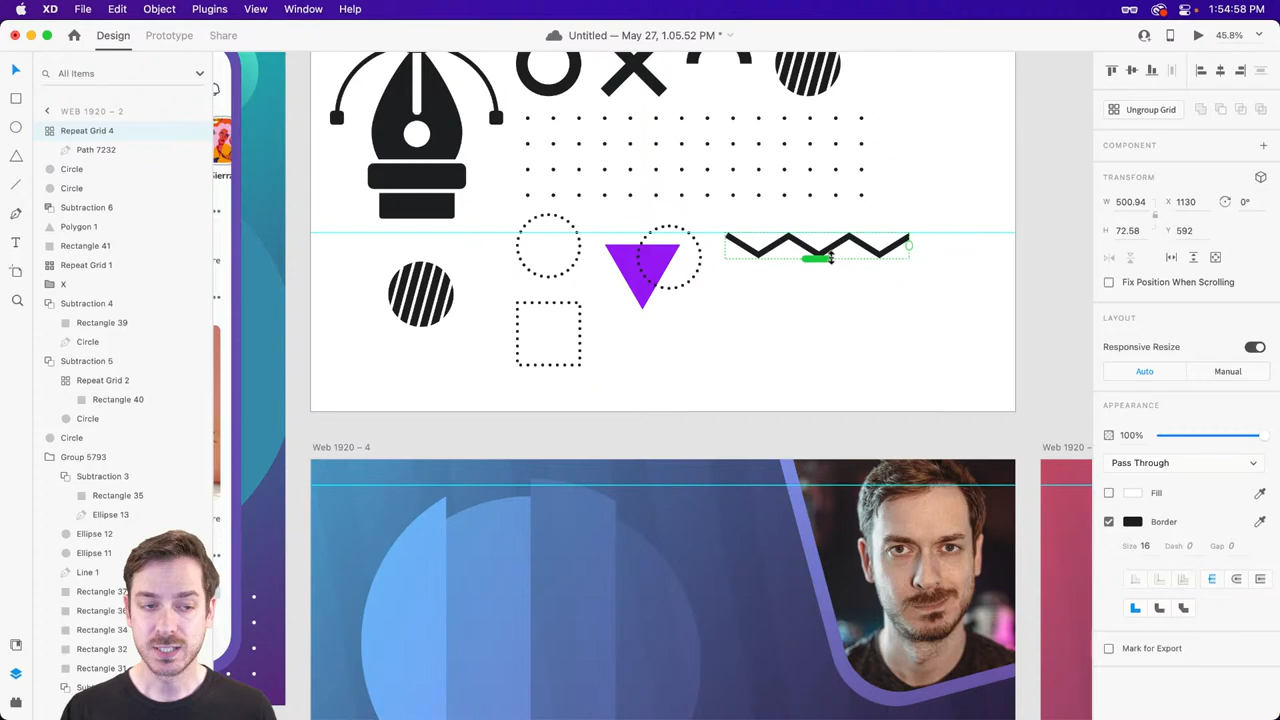 XD File Edit Object Plugins View Window Help 1:54:58 PM
Design Prototype Share Untitled — May 27, 1.05.52 PM * 45.8%
All Items
WEB 1920 – 2
Repeat Grid 4
Path 7232
Circle
Circle
Subtraction 6
Polygon 1
Rectangle 41
Repeat Grid 1
X
Subtraction 4
Rectangle 39
Circle
Subtraction 5
Repeat Grid 2
Rectangle 40
Circle
Circle
Group 5793
Subtraction 3
Rectangle 35
Ellipse 13
Ellipse 12
Ellipse 11
Line 1
Rectangle 37
Rectangle 36
Rectangle 34
Rectangle 32
Rectangle 31
Web 1920 – 4
Web 1920 –
Ungroup Grid
COMPONENT
TRANSFORM
W 500.94 X 1130 0°
H 72.58 Y 592
Fix Position When Scrolling
LAYOUT
Responsive Resize
Auto Manual
APPEARANCE
100%
Pass Through
Fill
Border
Size 16 Dash 0 Gap 0
Mark for Export